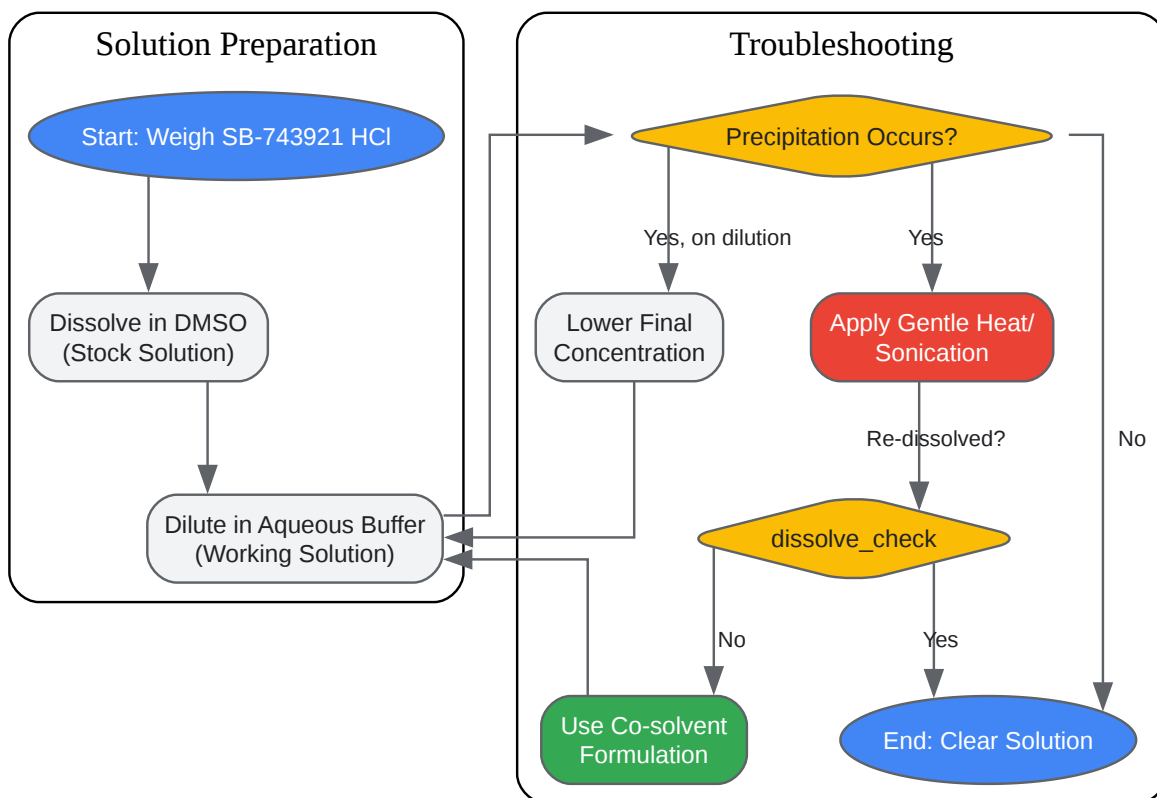 Solution Preparation
Start: Weigh SB-743921 HCl
Dissolve in DMSO
(Stock Solution)
Dilute in Aqueous Buffer
(Working Solution)
Troubleshooting
Precipitation Occurs?
Yes, on dilution
Yes
Lower Final
Concentration
Apply Gentle Heat/
Sonication
Re-dissolved?
No
dissolve_check
No
Yes
Use Co-solvent
Formulation
End: Clear Solution